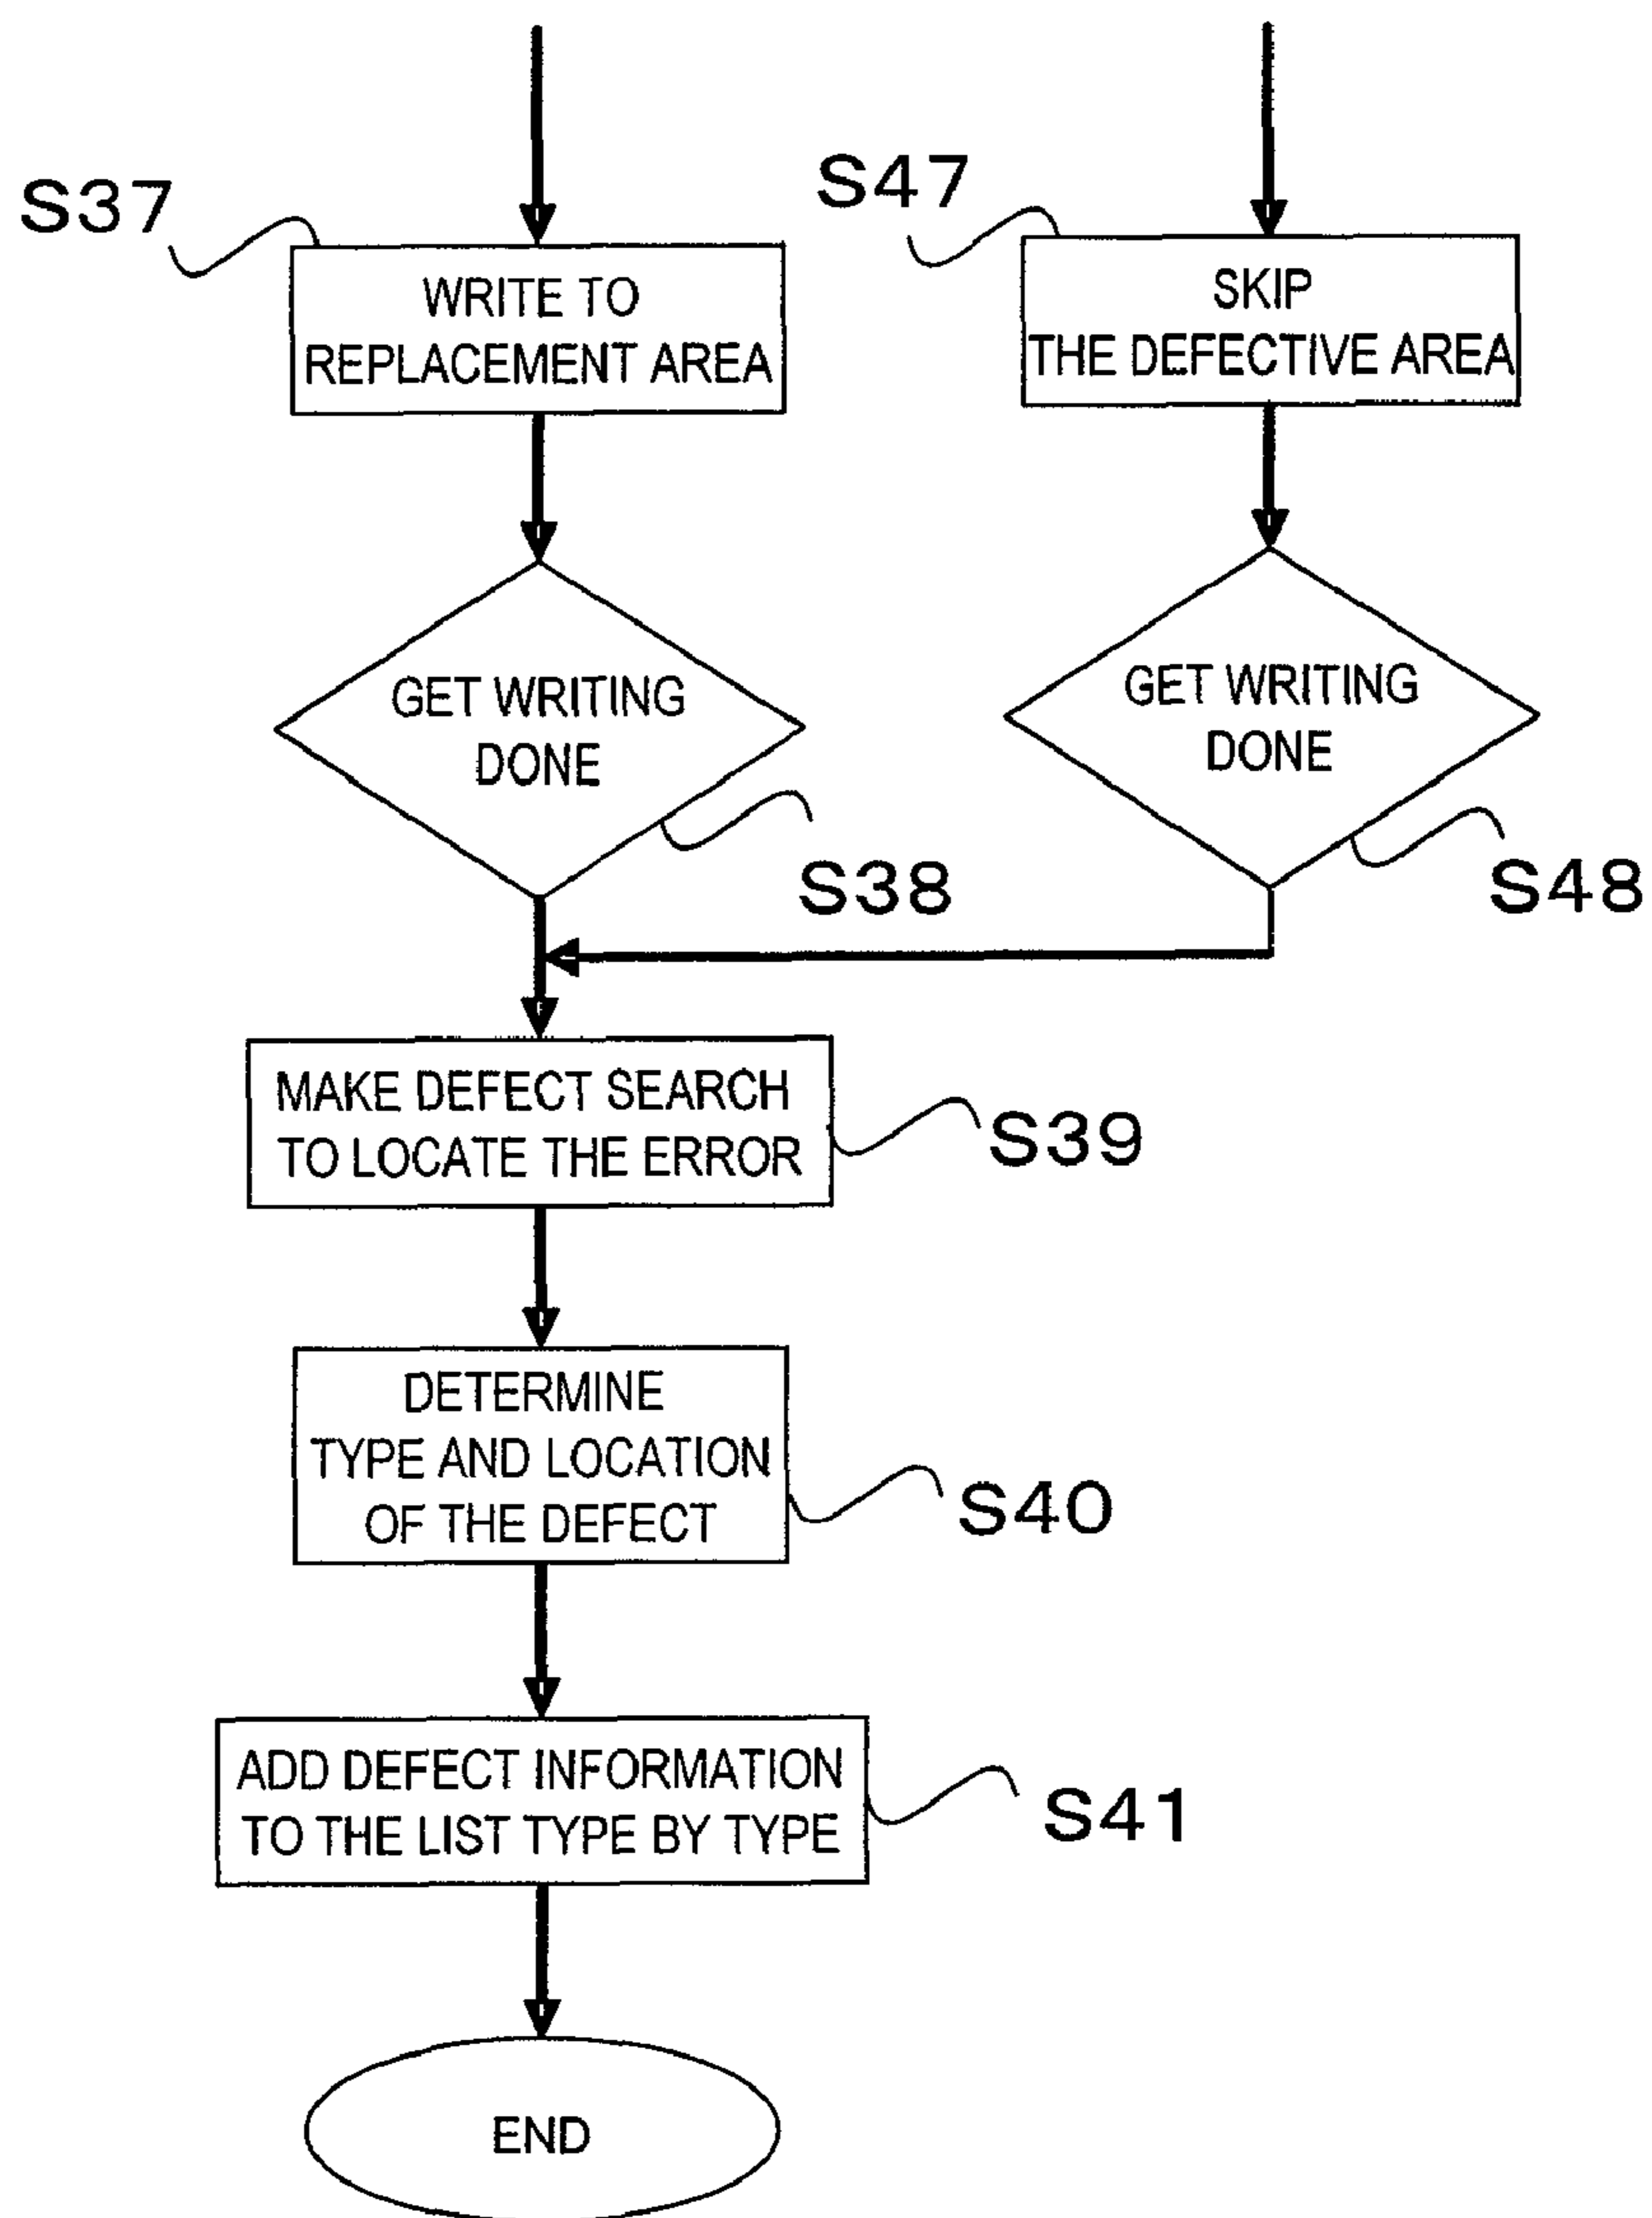 S37
WRITE TO
REPLACEMENT AREA
S47
SKIP
THE DEFECTIVE AREA
GET WRITING
DONE
S38
GET WRITING
DONE
S48
MAKE DEFECT SEARCH
TO LOCATE THE ERROR
S39
DETERMINE
TYPE AND LOCATION
OF THE DEFECT
S40
ADD DEFECT INFORMATION
TO THE LIST TYPE BY TYPE
S41
END